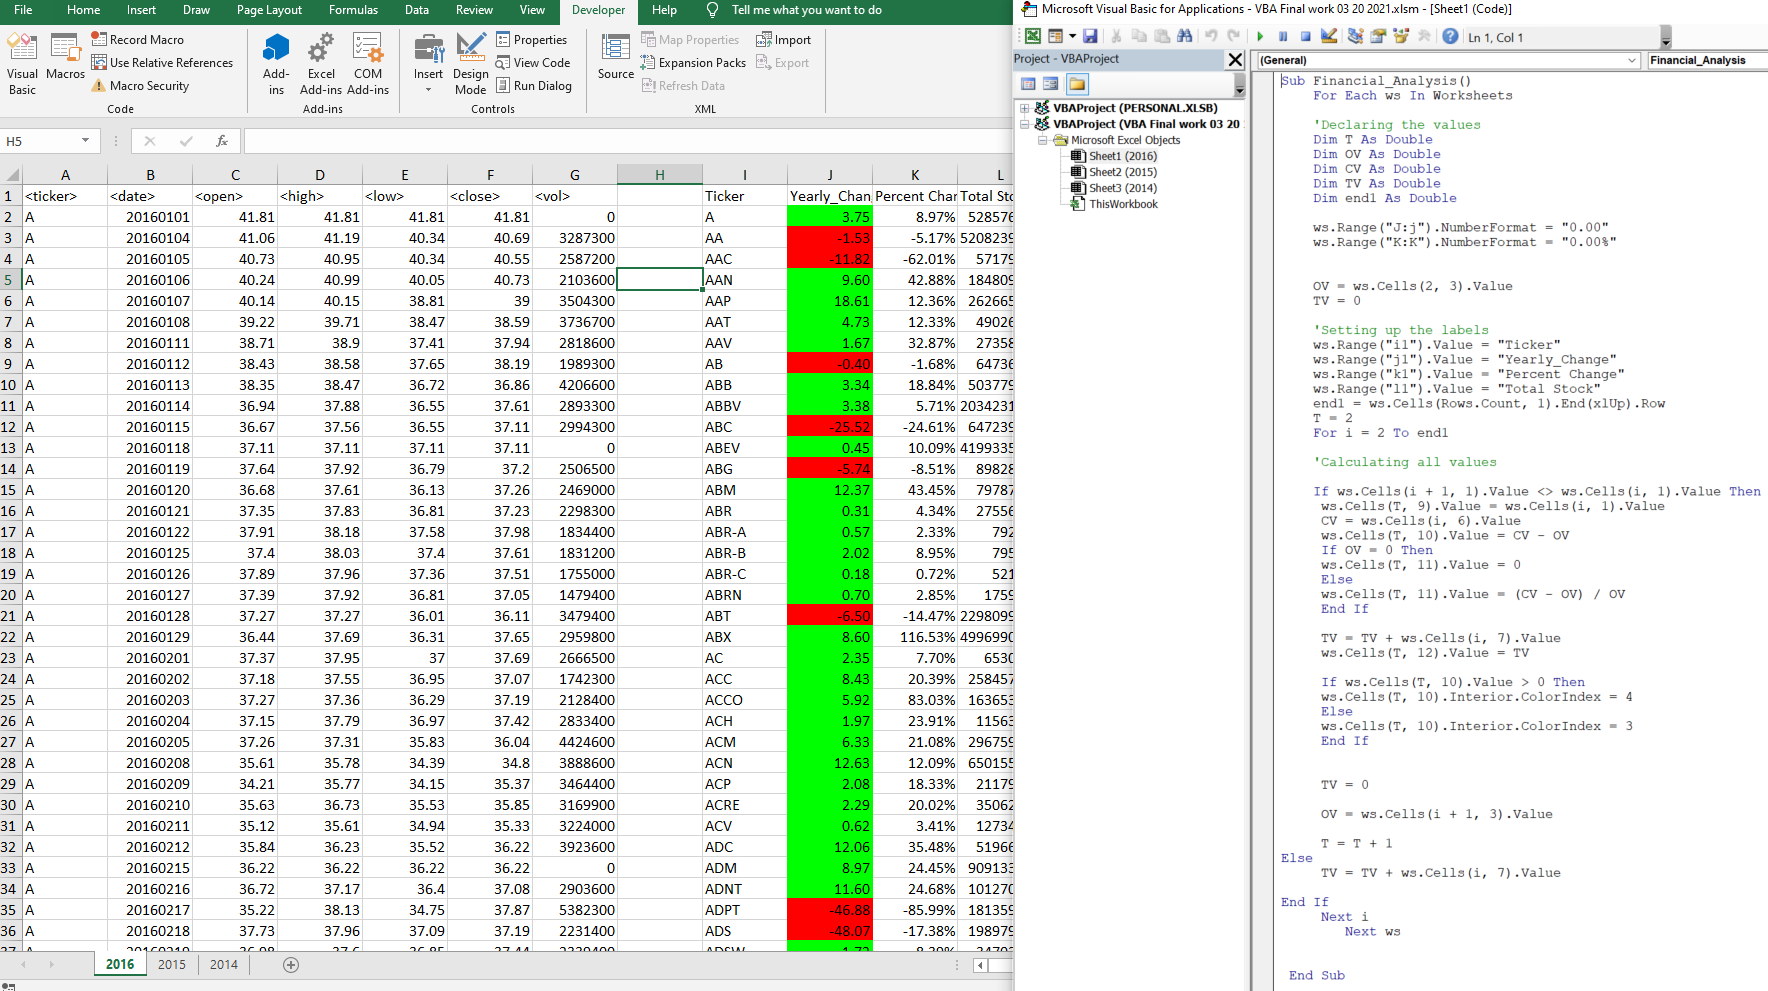 File Home Insert Draw Page Layout Formulas Data Review View Developer Help Tell me what you want to do
Visual Basic
Macros
Record Macro
Use Relative References
Macro Security
Code
Add-ins
Excel Add-ins
COM Add-ins
Add-ins
Insert
Design Mode
Properties
View Code
Run Dialog
Controls
Source
Map Properties
Expansion Packs
Refresh Data
Import
Export
XML
H5
fx
A B C D E F G H I J K L
1 <ticker> <date> <open> <high> <low> <close> <vol> Ticker Yearly_Chan Percent Char Total Sto
2 A 20160101 41.81 41.81 41.81 41.81 0 A 3.75 8.97% 528576
3 A 20160104 41.06 41.19 40.34 40.69 3287300 AA -1.53 -5.17% 5208239
4 A 20160105 40.73 40.95 40.34 40.55 2587200 AAC -11.82 -62.01% 57179
5 A 20160106 40.24 40.99 40.05 40.73 2103600 AAN 9.60 42.88% 184809
6 A 20160107 40.14 40.15 38.81 39 3504300 AAP 18.61 12.36% 262665
7 A 20160108 39.22 39.71 38.47 38.59 3736700 AAT 4.73 12.33% 49026
8 A 20160111 38.71 38.9 37.41 37.94 2818600 AAV 1.67 32.87% 27358
9 A 20160112 38.43 38.58 37.65 38.19 1989300 AB -0.40 -1.68% 64736
10 A 20160113 38.35 38.47 36.72 36.86 4206600 ABB 3.34 18.84% 503779
11 A 20160114 36.94 37.88 36.55 37.61 2893300 ABBV 3.38 5.71% 2034231
12 A 20160115 36.67 37.56 36.55 37.11 2994300 ABC -25.52 -24.61% 647239
13 A 20160118 37.11 37.11 37.11 37.11 0 ABEV 0.45 10.09% 4199335
14 A 20160119 37.64 37.92 36.79 37.2 2506500 ABG -5.74 -8.51% 89828
15 A 20160120 36.68 37.61 36.13 37.26 2469000 ABM 12.37 43.45% 79787
16 A 20160121 37.35 37.83 36.81 37.23 2298300 ABR 0.31 4.34% 27556
17 A 20160122 37.91 38.18 37.58 37.98 1834400 ABR-A 0.57 2.33% 792
18 A 20160125 37.4 38.03 37.4 37.61 1831200 ABR-B 2.02 8.95% 795
19 A 20160126 37.89 37.96 37.36 37.51 1755000 ABR-C 0.18 0.72% 521
20 A 20160127 37.39 37.92 36.81 37.05 1479400 ABRN 0.70 2.85% 1759
21 A 20160128 37.27 37.27 36.01 36.11 3479400 ABT -6.50 -14.47% 2298099
22 A 20160129 36.44 37.69 36.31 37.65 2959800 ABX 8.60 116.53% 4996990
23 A 20160201 37.37 37.95 37 37.69 2666500 AC 2.35 7.70% 6530
24 A 20160202 37.18 37.55 36.95 37.07 1742300 ACC 8.43 20.39% 258457
25 A 20160203 37.27 37.36 36.29 37.19 2128400 ACCO 5.92 83.03% 163653
26 A 20160204 37.15 37.79 36.97 37.42 2833400 ACH 1.97 23.91% 11563
27 A 20160205 37.26 37.31 35.83 36.04 4424600 ACM 6.33 21.08% 296759
28 A 20160208 35.61 35.78 34.39 34.8 3888600 ACN 12.63 12.09% 650155
29 A 20160209 34.21 35.77 34.15 35.37 3464400 ACP 2.08 18.33% 21179
30 A 20160210 35.63 36.73 35.53 35.85 3169900 ACRE 2.29 20.02% 35062
31 A 20160211 35.12 35.61 34.94 35.33 3224000 ACV 0.62 3.41% 12734
32 A 20160212 35.84 36.23 35.52 36.22 3923600 ADC 12.06 35.48% 51966
33 A 20160215 36.22 36.22 36.22 36.22 0 ADM 8.97 24.45% 909133
34 A 20160216 36.72 37.17 36.4 37.08 2903600 ADNT 11.60 24.68% 101270
35 A 20160217 35.22 38.13 34.75 37.87 5382300 ADPT -46.88 -85.99% 181359
36 A 20160218 37.73 37.96 37.09 37.19 2231400 ADS -48.07 -17.38% 198979
2016 2015 2014
Microsoft Visual Basic for Applications - VBA Final work 03 20 2021.xlsm - [Sheet1 (Code)]
Ln 1, Col 1
Project - VBAProject
VBAProject (PERSONAL.XLSB)
VBAProject (VBA Final work 03 20
Microsoft Excel Objects
Sheet1 (2016)
Sheet2 (2015)
Sheet3 (2014)
ThisWorkbook
(General) Financial_Analysis
Sub Financial_Analysis()
For Each ws In Worksheets
'Declaring the values
Dim T As Double
Dim OV As Double
Dim CV As Double
Dim TV As Double
Dim end1 As Double
ws.Range("J:j").NumberFormat = "0.00"
ws.Range("K:K").NumberFormat = "0.00%"
OV = ws.Cells(2, 3).Value
TV = 0
'Setting up the labels
ws.Range("i1").Value = "Ticker"
ws.Range("j1").Value = "Yearly_Change"
ws.Range("k1").Value = "Percent Change"
ws.Range("l1").Value = "Total Stock"
end1 = ws.Cells(Rows.Count, 1).End(xlUp).Row
T = 2
For i = 2 To end1
'Calculating all values
If ws.Cells(i + 1, 1).Value <> ws.Cells(i, 1).Value Then
ws.Cells(T, 9).Value = ws.Cells(i, 1).Value
CV = ws.Cells(i, 6).Value
ws.Cells(T, 10).Value = CV - OV
If OV = 0 Then
ws.Cells(T, 11).Value = 0
Else
ws.Cells(T, 11).Value = (CV - OV) / OV
End If
TV = TV + ws.Cells(i, 7).Value
ws.Cells(T, 12).Value = TV
If ws.Cells(T, 10).Value > 0 Then
ws.Cells(T, 10).Interior.ColorIndex = 4
Else
ws.Cells(T, 10).Interior.ColorIndex = 3
End If
TV = 0
OV = ws.Cells(i + 1, 3).Value
T = T + 1
Else
TV = TV + ws.Cells(i, 7).Value
End If
Next i
Next ws
End Sub